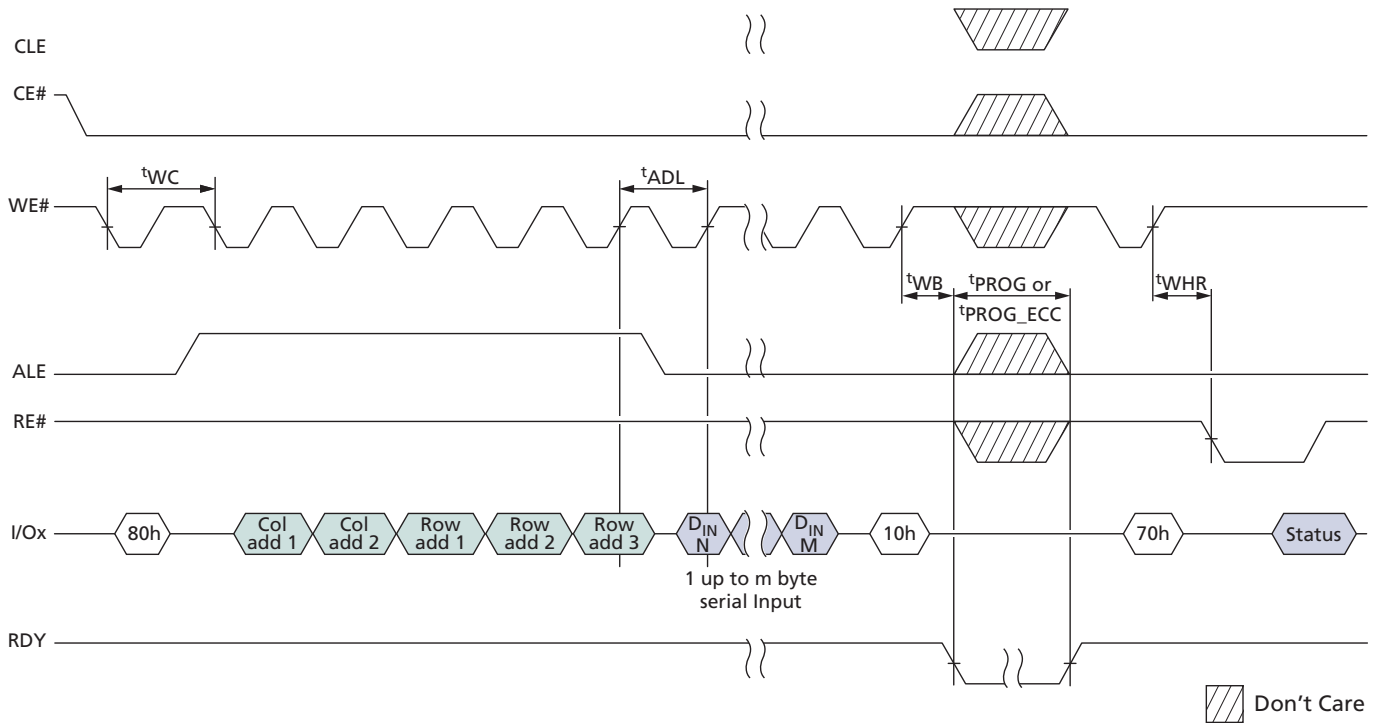 CLE
CE#
tWC
tADL
WE#
tWB
tPROG or
tPROG_ECC
tWHR
ALE
RE#
I/Ox
80h
Col
add 1
Col
add 2
Row
add 1
Row
add 2
Row
add 3
DIN
N
DIN
M
10h
70h
Status
1 up to m byte
serial Input
RDY
Don't Care